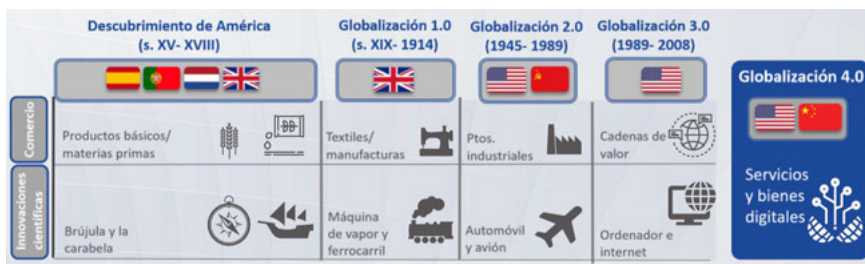 Descubrimiento de América
(s. XV- XVIII)
Globalización 1.0
(s. XIX- 1914)
Globalización 2.0
(1945- 1989)
Globalización 3.0
(1989- 2008)
Globalización 4.0
Comercio
Productos básicos/
materias primas
Textiles/
manufacturas
Ptos.
industriales
Cadenas de
valor
Servicios
y bienes
digitales
Innovaciones
científicas
Brújula y la
carabela
Máquina
de vapor y
ferrocarril
Automóvil
y avión
Ordenador e
internet